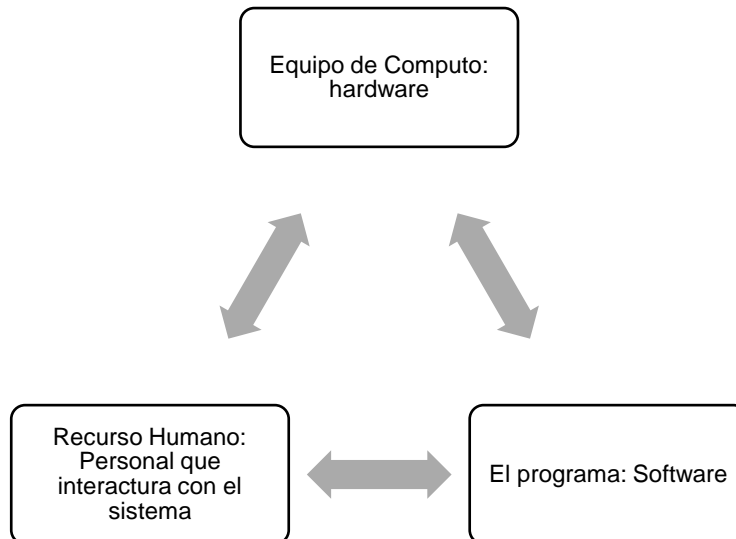 Equipo de Computo:
hardware
Recurso Humano:
Personal que
interactura con el
sistema
El programa: Software